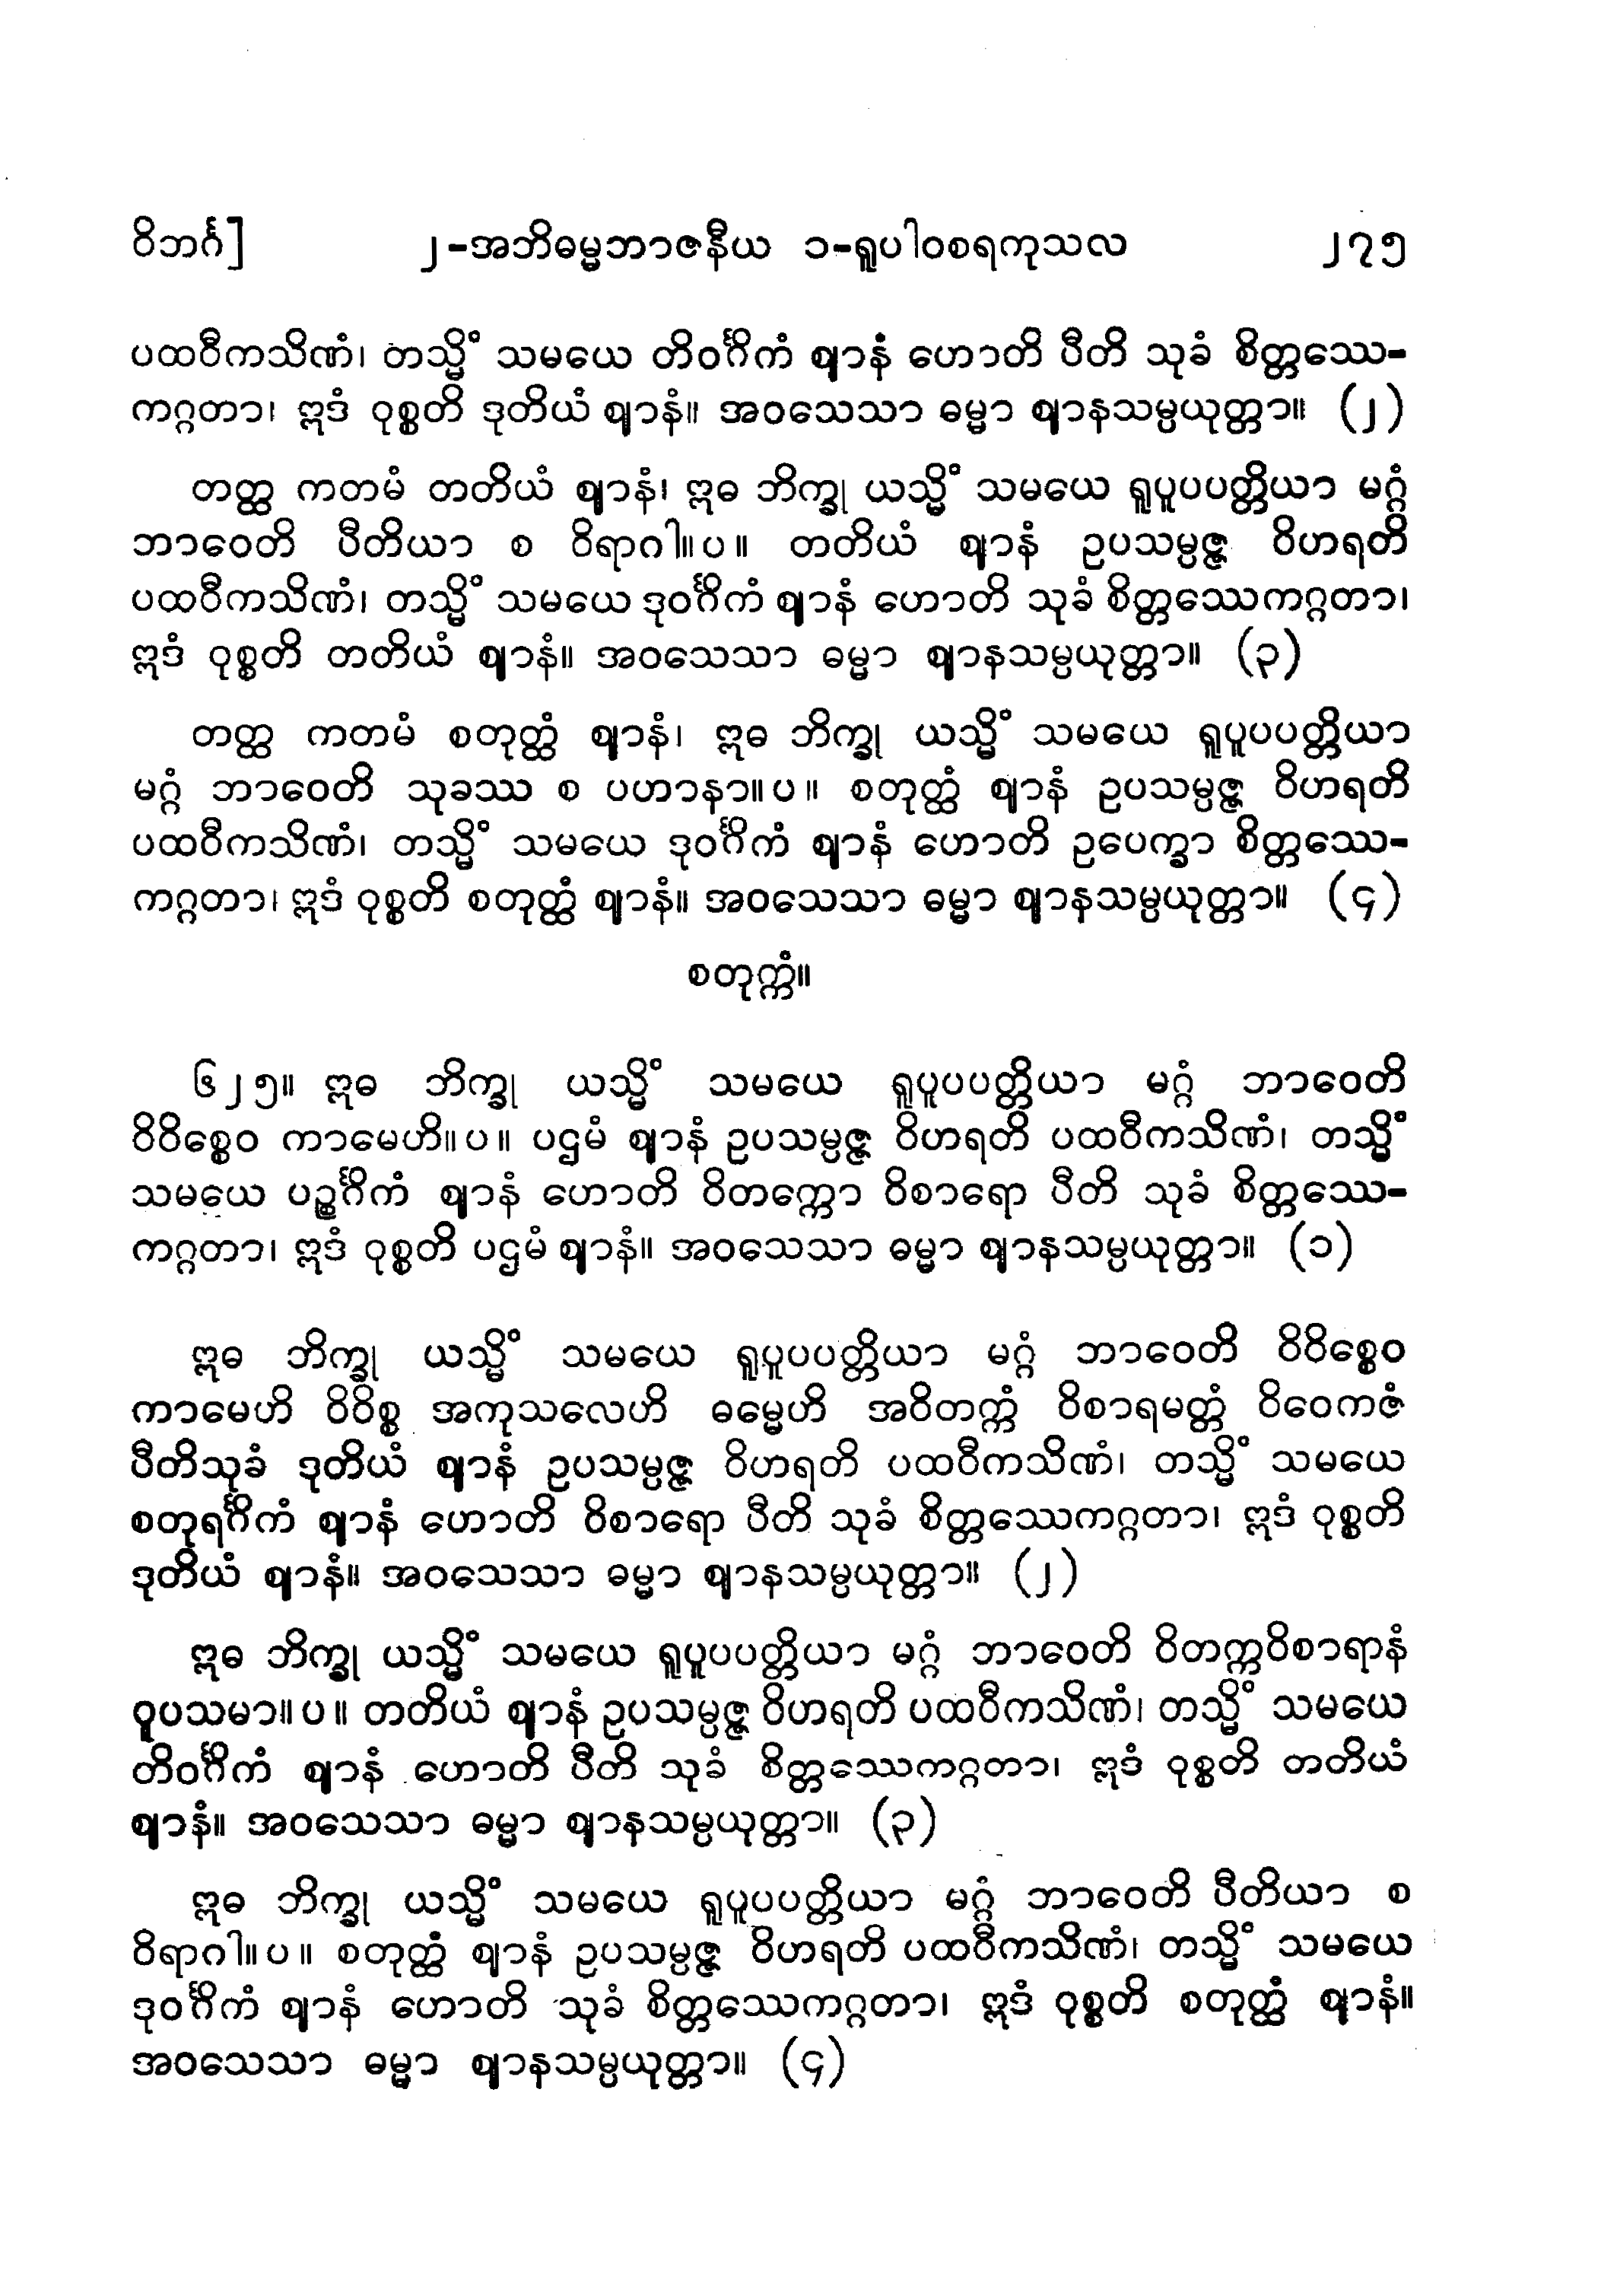 ဝိဘင်္ဂ] ၂-အဘိဓမ္မဘာဇနီယ ၁-ရူပါဝစရကုသလ ၂၇၅
ပထဝီကသိဏံ၊ တသ္မိံ သမယေ တိဝင်္ဂိကံ ဈာနံ ဟောတိ ပီတိ သုခံ စိတ္တဿေ-
ကဂ္ဂတာ၊ ဣဒံ ဝုစ္စတိ ဒုတိယံ ဈာနံ။ အဝသေသာ ဓမ္မာ ဈာနသမ္ပယုတ္တာ။ (၂)
တတ္ထ ကတမံ တတိယံ ဈာနံ၊ ဣဓ ဘိက္ခု ယသ္မိံ သမယေ ရူပူပပတ္တိယာ မဂ္ဂံ
ဘာဝေတိ ပီတိယာ စ ဝိရာဂါ။ပ။ တတိယံ ဈာနံ ဥပသမ္ပဇ္ဇ ဝိဟရတိ
ပထဝီကသိဏံ၊ တသ္မိံ သမယေ ဒုဝင်္ဂိကံ ဈာနံ ဟောတိ သုခံ စိတ္တဿေကဂ္ဂတာ၊
ဣဒံ ဝုစ္စတိ တတိယံ ဈာနံ။ အဝသေသာ ဓမ္မာ ဈာနသမ္ပယုတ္တာ။ (၃)
တတ္ထ ကတမံ စတုတ္ထံ ဈာနံ၊ ဣဓ ဘိက္ခု ယသ္မိံ သမယေ ရူပူပပတ္တိယာ
မဂ္ဂံ ဘာဝေတိ သုခဿ စ ပဟာနာ။ပ။ စတုတ္ထံ ဈာနံ ဥပသမ္ပဇ္ဇ ဝိဟရတိ
ပထဝီကသိဏံ၊ တသ္မိံ သမယေ ဒုဝင်္ဂိကံ ဈာနံ ဟောတိ ဥပေက္ခာ စိတ္တဿေ-
ကဂ္ဂတာ၊ ဣဒံ ဝုစ္စတိ စတုတ္ထံ ဈာနံ။ အဝသေသာ ဓမ္မာ ဈာနသမ္ပယုတ္တာ။ (၄)
စတုက္ကံ။
၆၂၅။ ဣဓ ဘိက္ခု ယသ္မိံ သမယေ ရူပူပပတ္တိယာ မဂ္ဂံ ဘာဝေတိ
ဝိဝိစ္စေဝ ကာမေဟိ။ပ။ ပဌမံ ဈာနံ ဥပသမ္ပဇ္ဇ ဝိဟရတိ ပထဝီကသိဏံ၊ တသ္မိံ
သမယေ ပဉ္စင်္ဂိကံ ဈာနံ ဟောတိ ဝိတက္ကော ဝိစာရော ပီတိ သုခံ စိတ္တဿေ-
ကဂ္ဂတာ၊ ဣဒံ ဝုစ္စတိ ပဌမံ ဈာနံ။ အဝသေသာ ဓမ္မာ ဈာနသမ္ပယုတ္တာ။ (၁)
ဣဓ ဘိက္ခု ယသ္မိံ သမယေ ရူပူပပတ္တိယာ မဂ္ဂံ ဘာဝေတိ ဝိဝိစ္စေဝ
ကာမေဟိ ဝိဝိစ္စ အကုသလေဟိ ဓမ္မေဟိ အဝိတက္ကံ ဝိစာရမတ္တံ ဝိဝေကဇံ
ပီတိသုခံ ဒုတိယံ ဈာနံ ဥပသမ္ပဇ္ဇ ဝိဟရတိ ပထဝီကသိဏံ၊ တသ္မိံ သမယေ
စတုရင်္ဂိကံ ဈာနံ ဟောတိ ဝိစာရော ပီတိ သုခံ စိတ္တဿေကဂ္ဂတာ၊ ဣဒံ ဝုစ္စတိ
ဒုတိယံ ဈာနံ။ အဝသေသာ ဓမ္မာ ဈာနသမ္ပယုတ္တာ။ (၂)
ဣဓ ဘိက္ခု ယသ္မိံ သမယေ ရူပူပပတ္တိယာ မဂ္ဂံ ဘာဝေတိ ဝိတက္ကဝိစာရာနံ
ဝူပသမာ။ပ။ တတိယံ ဈာနံ ဥပသမ္ပဇ္ဇ ဝိဟရတိ ပထဝီကသိဏံ၊ တသ္မိံ သမယေ
တိဝင်္ဂိကံ ဈာနံ ဟောတိ ပီတိ သုခံ စိတ္တဿေကဂ္ဂတာ၊ ဣဒံ ဝုစ္စတိ တတိယံ
ဈာနံ။ အဝသေသာ ဓမ္မာ ဈာနသမ္ပယုတ္တာ။ (၃)
ဣဓ ဘိက္ခု ယသ္မိံ သမယေ ရူပူပပတ္တိယာ မဂ္ဂံ ဘာဝေတိ ပီတိယာ စ
ဝိရာဂါ။ပ။ စတုတ္ထံ ဈာနံ ဥပသမ္ပဇ္ဇ ဝိဟရတိ ပထဝီကသိဏံ၊ တသ္မိံ သမယေ
ဒုဝင်္ဂိကံ ဈာနံ ဟောတိ သုခံ စိတ္တဿေကဂ္ဂတာ၊ ဣဒံ ဝုစ္စတိ စတုတ္ထံ ဈာနံ။
အဝသေသာ ဓမ္မာ ဈာနသမ္ပယုတ္တာ။ (၄)